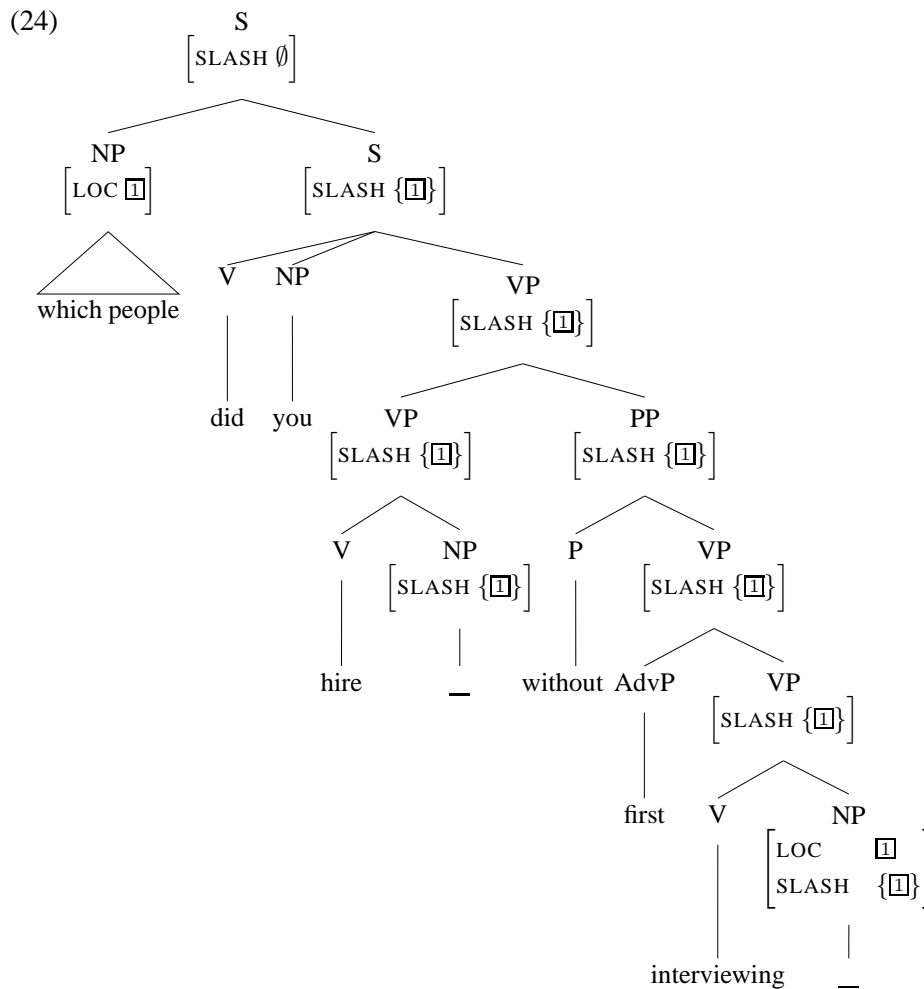 (24)
S
[SLASH ∅]
NP S
[LOC 1] [SLASH {1}]
V NP VP
which people [SLASH {1}]
did you VP PP
[SLASH {1}] [SLASH {1}]
V NP P VP
[SLASH {1}] [SLASH {1}]
hire __ without AdvP VP
[SLASH {1}]
first V NP
[LOC 1
SLASH {1}]
interviewing __